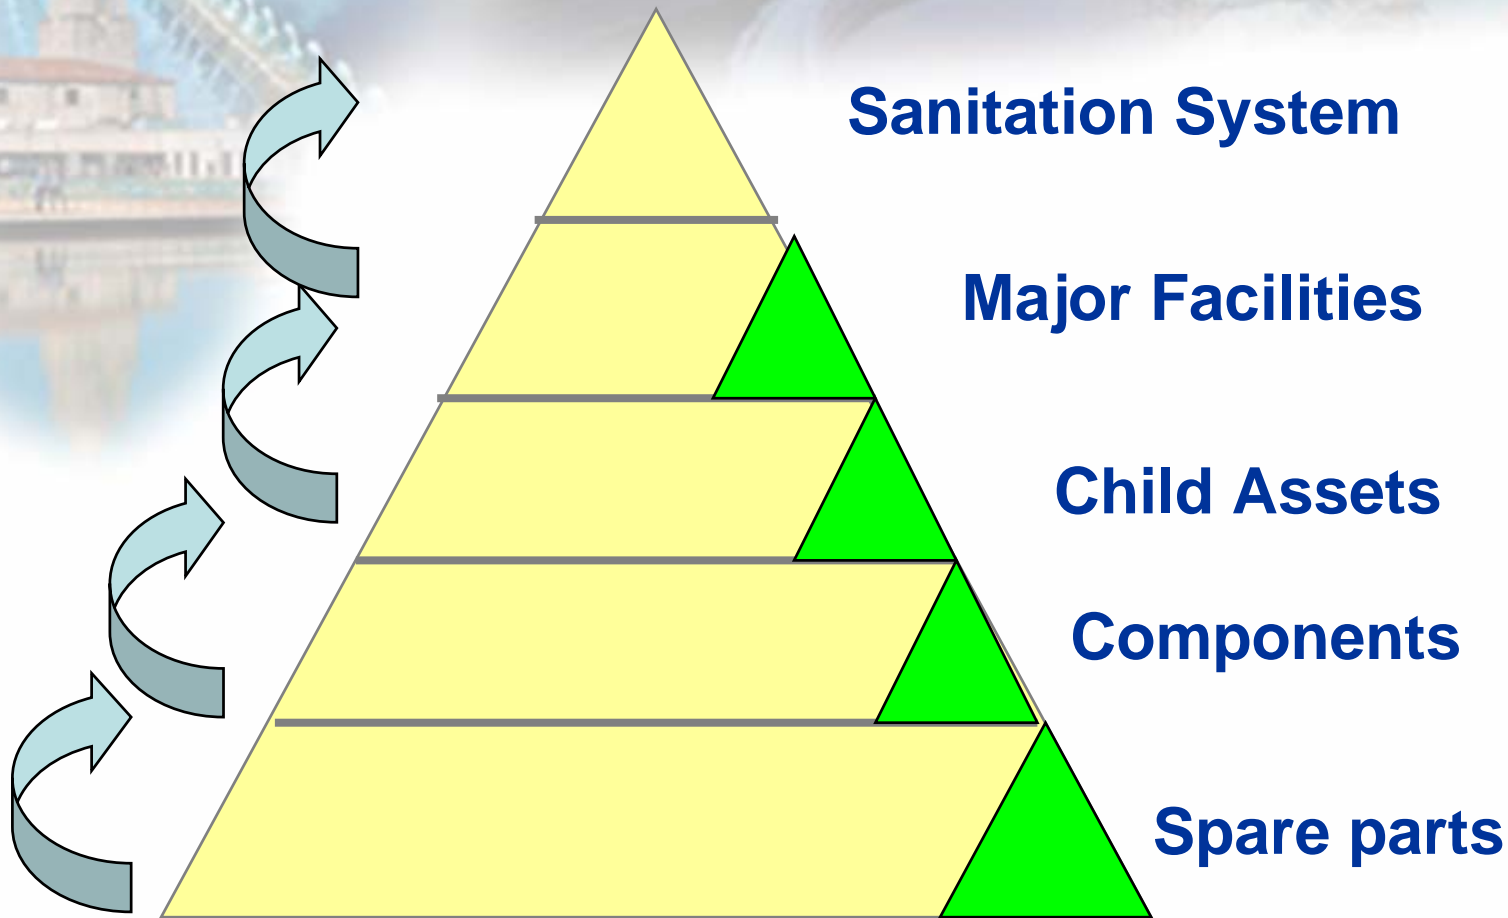 Sanitation System
Major Facilities
Child Assets
Components
Spare parts